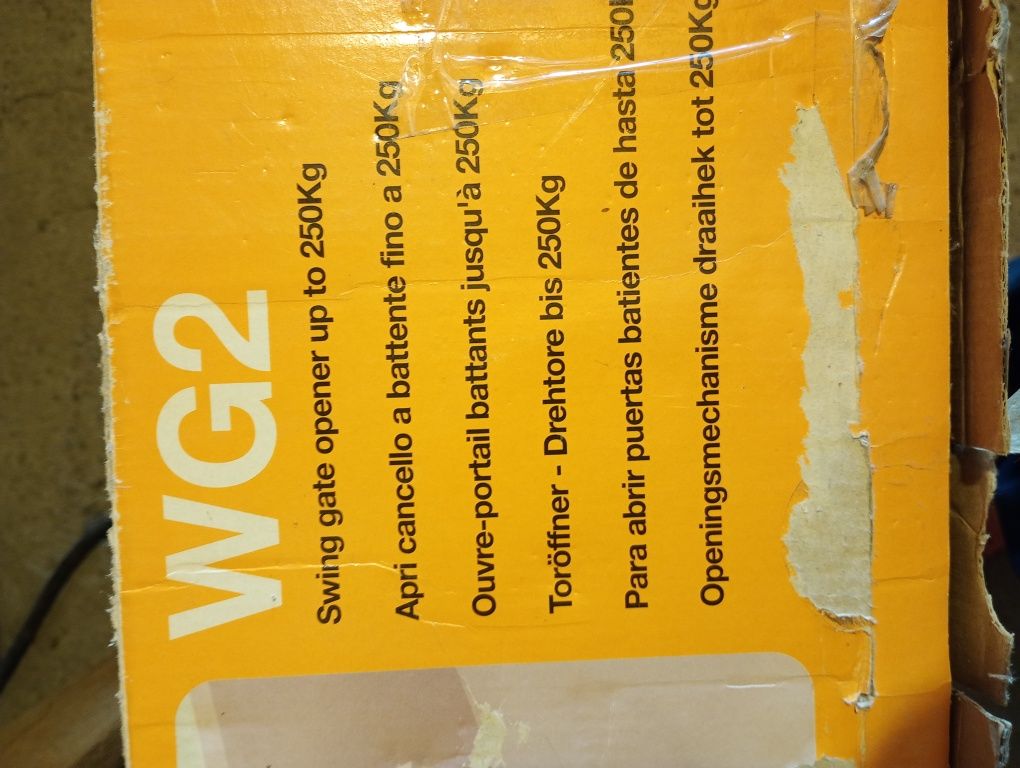 WG2
Swing gate opener up to 250Kg
Apri cancello a battente fino a 250Kg
Ouvre-portail battants jusqu'à 250Kg
Toröffner - Drehtore bis 250Kg
Para abrir puertas batientes de hasta 250K
Openingsmechanisme draaihek tot 250Kg